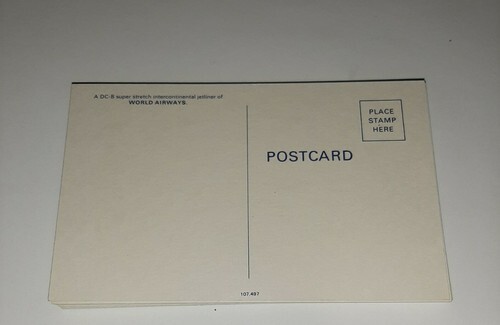 A DC-8 super stretch intercontinental jetliner of
WORLD AIRWAYS.
PLACE
STAMP
HERE
POSTCARD
107,497